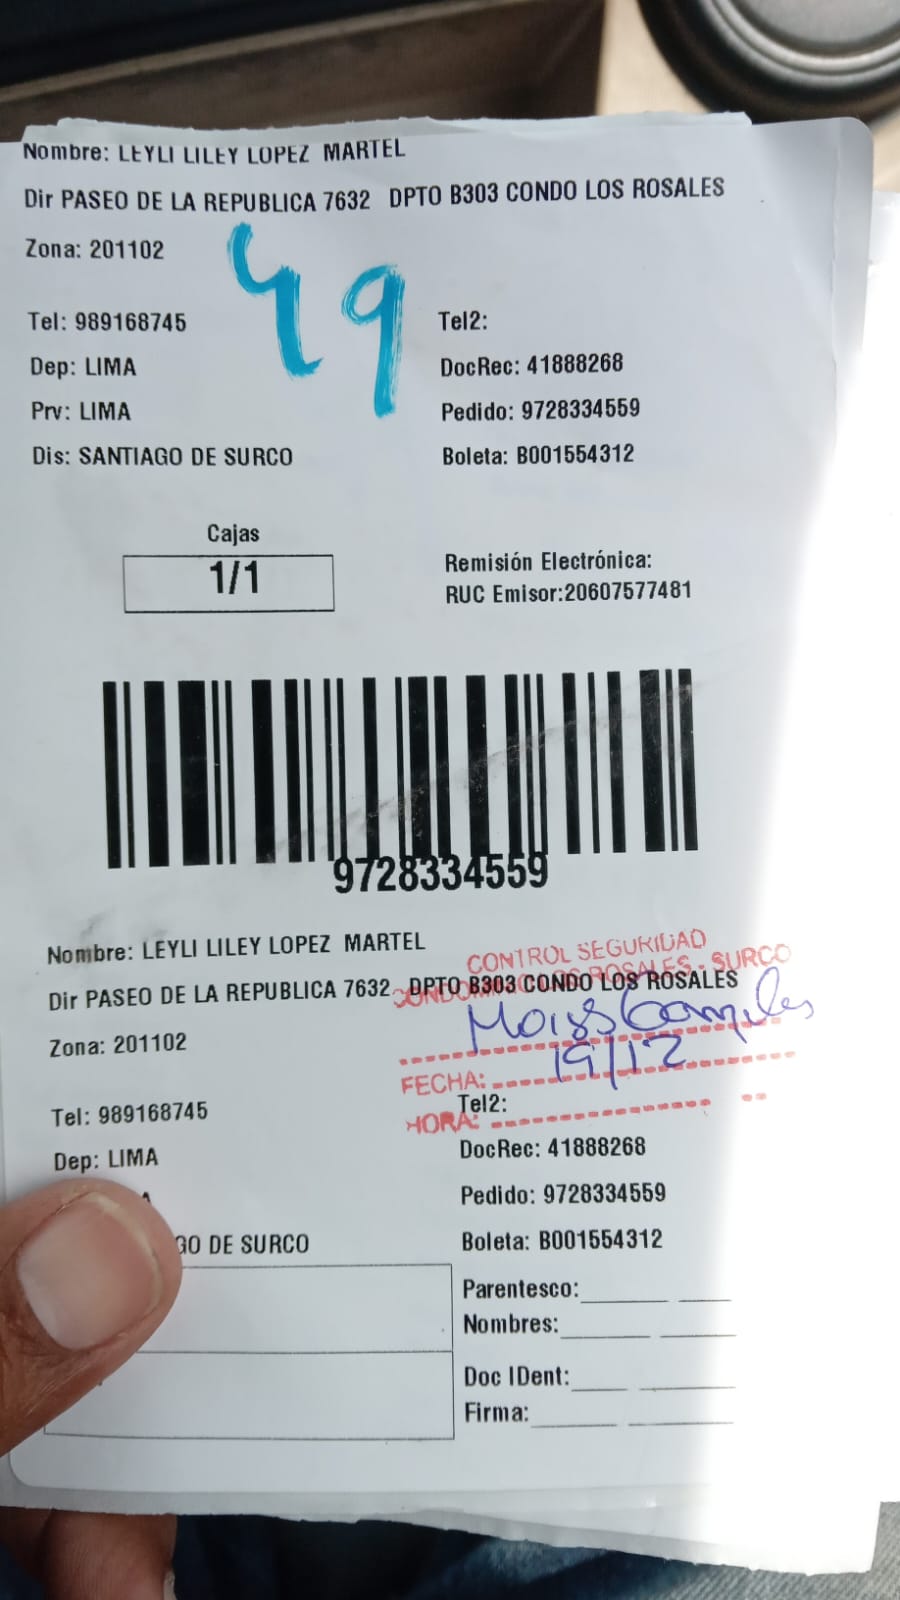 Nombre: LEYLI LILEY LOPEZ MARTEL
Dir PASEO DE LA REPUBLICA 7632 DPTO B303 CONDO LOS ROSALES
Zona: 201102
49
Tel: 989168745 Tel2:
Dep: LIMA DocRec: 41888268
Prv: LIMA Pedido: 9728334559
Dis: SANTIAGO DE SURCO Boleta: B001554312
Cajas
1/1
Remisión Electrónica:
RUC Emisor:20607577481
9728334559
Nombre: LEYLI LILEY LOPEZ MARTEL
CONTROL SEGURIDAD
CONDOMINIO LOS ROSALES - SURCO
Dir PASEO DE LA REPUBLICA 7632 DPTO B303 CONDO LOS ROSALES
Zona: 201102
19/12
FECHA:
Tel: 989168745 Tel2:
HORA:
Dep: LIMA DocRec: 41888268
A Pedido: 9728334559
GO DE SURCO Boleta: B001554312
Parentesco:
Nombres:
Doc IDent:
Firma: